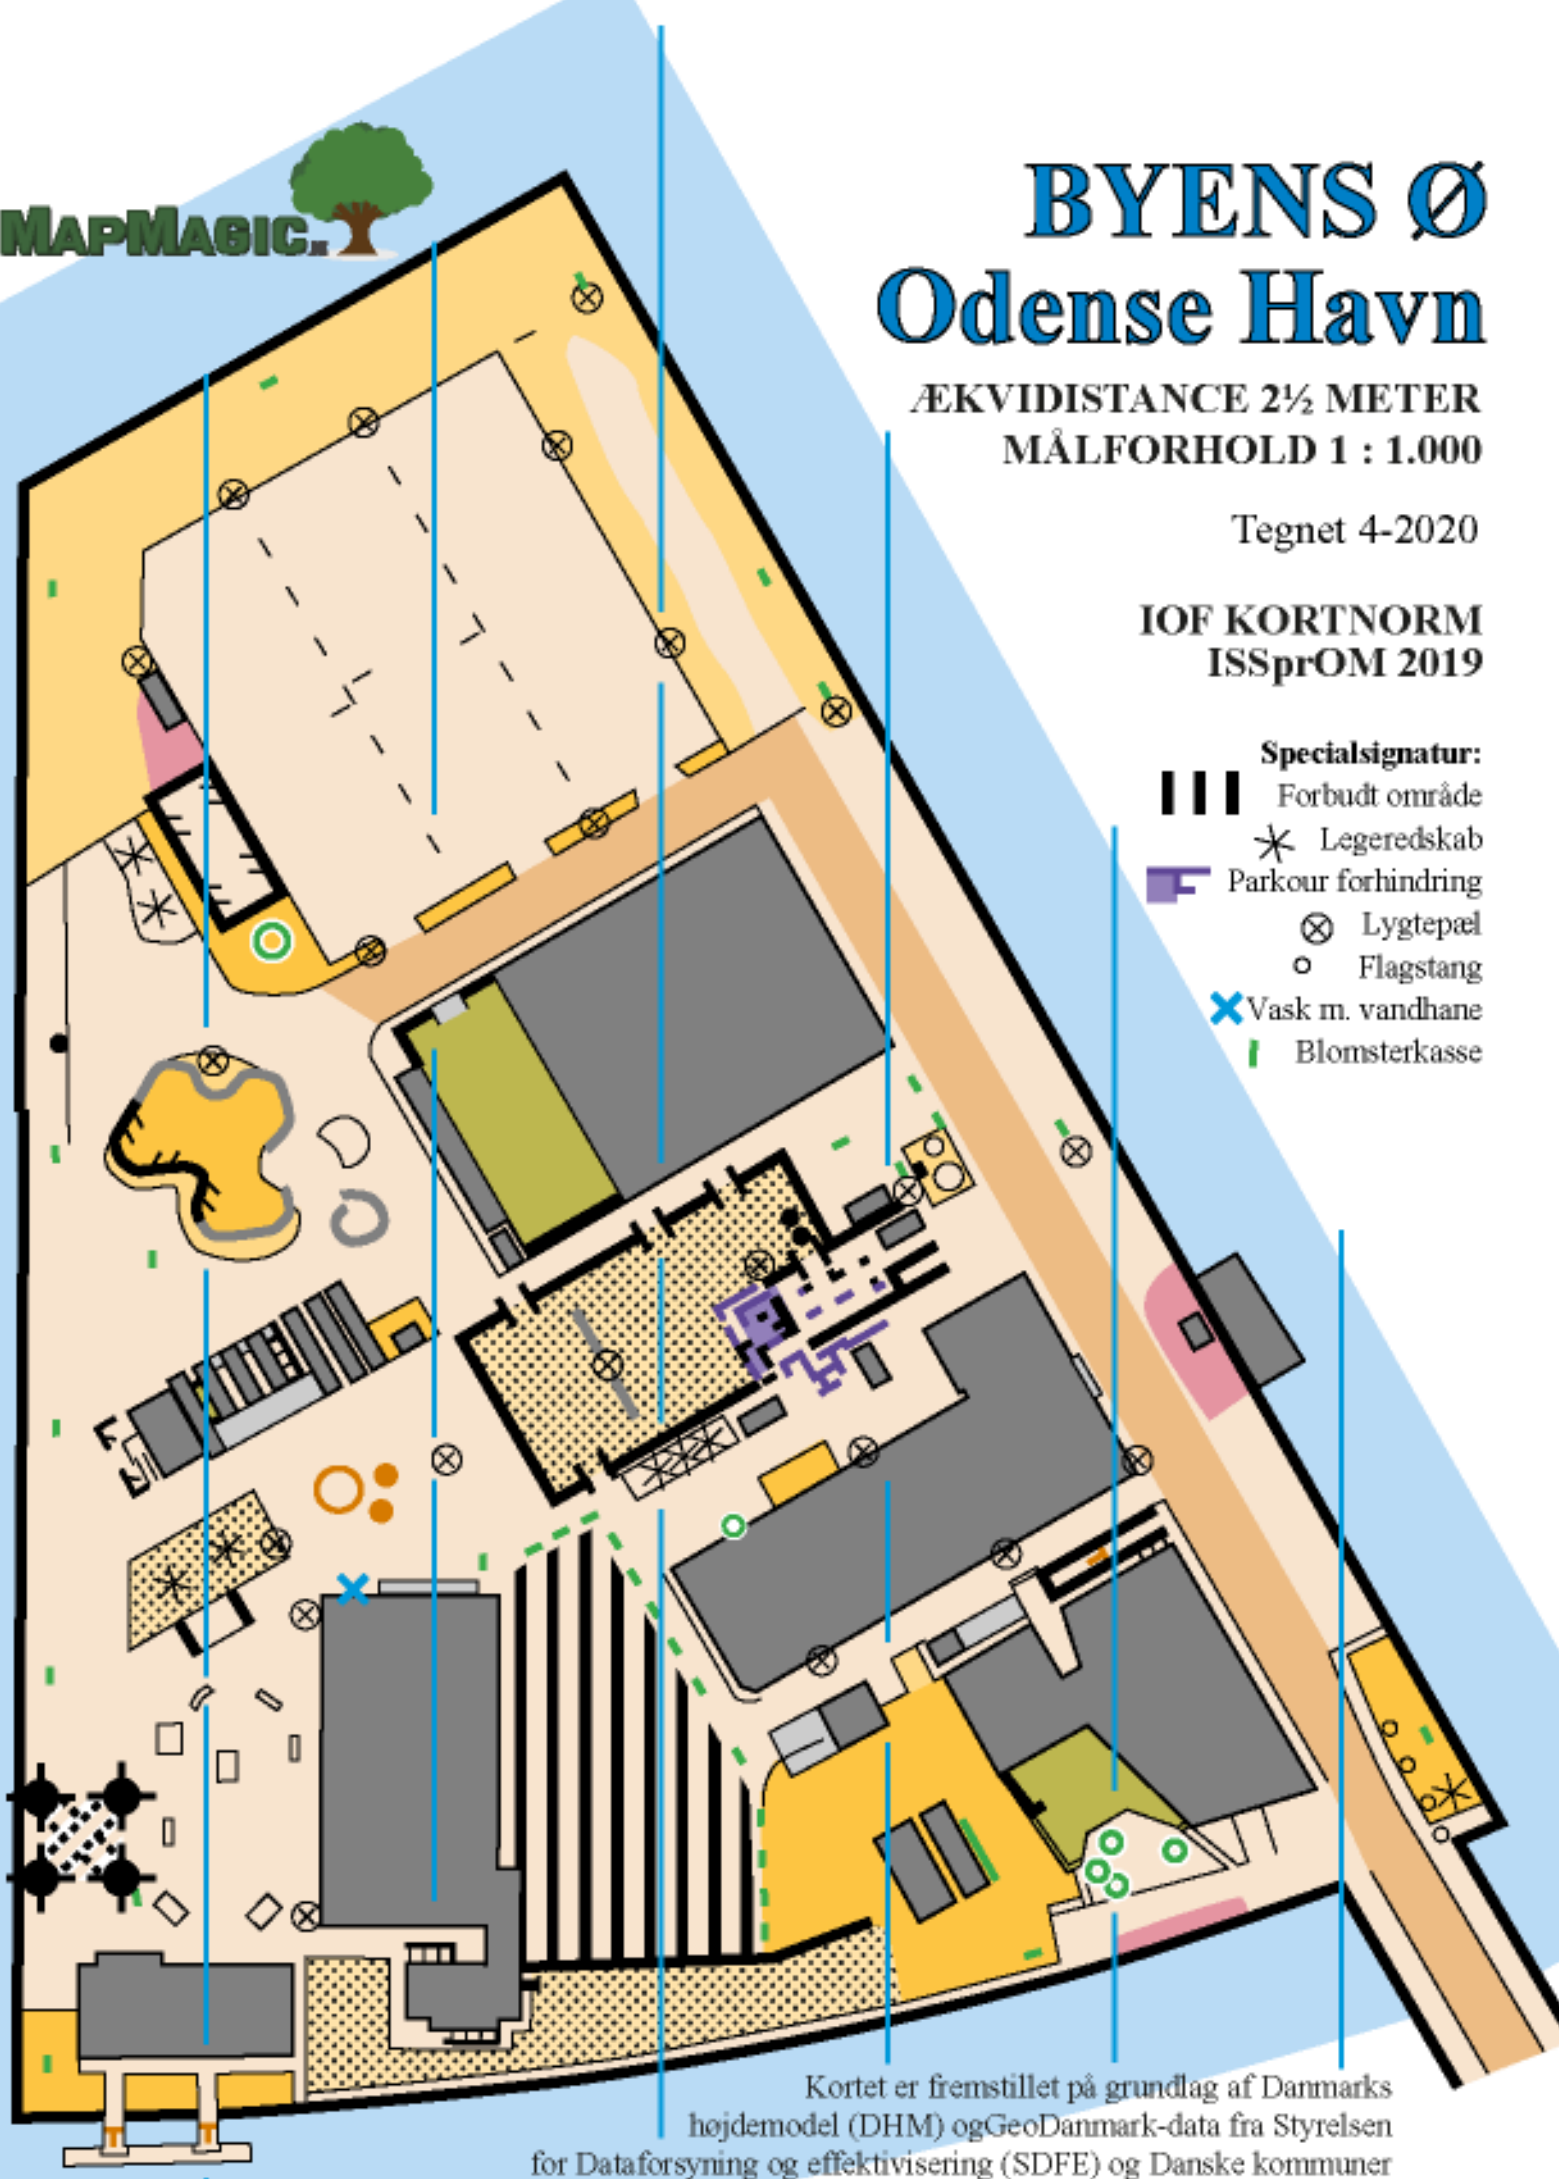 MAPMAGIC.DK
BYENS Ø
Odense Havn
ÆKVIDISTANCE 2½ METER
MÅLFORHOLD 1 : 1.000
Tegnet 4-2020
IOF KORTNORM
ISSprOM 2019
Specialsignatur:
Forbudt område
Legeredskab
Parkour forhindring
Lygtepæl
Flagstang
Vask m. vandhane
Blomsterkasse
Kortet er fremstillet på grundlag af Danmarks
højdemodel (DHM) ogGeoDanmark-data fra Styrelsen
for Dataforsyning og effektivisering (SDFE) og Danske kommuner